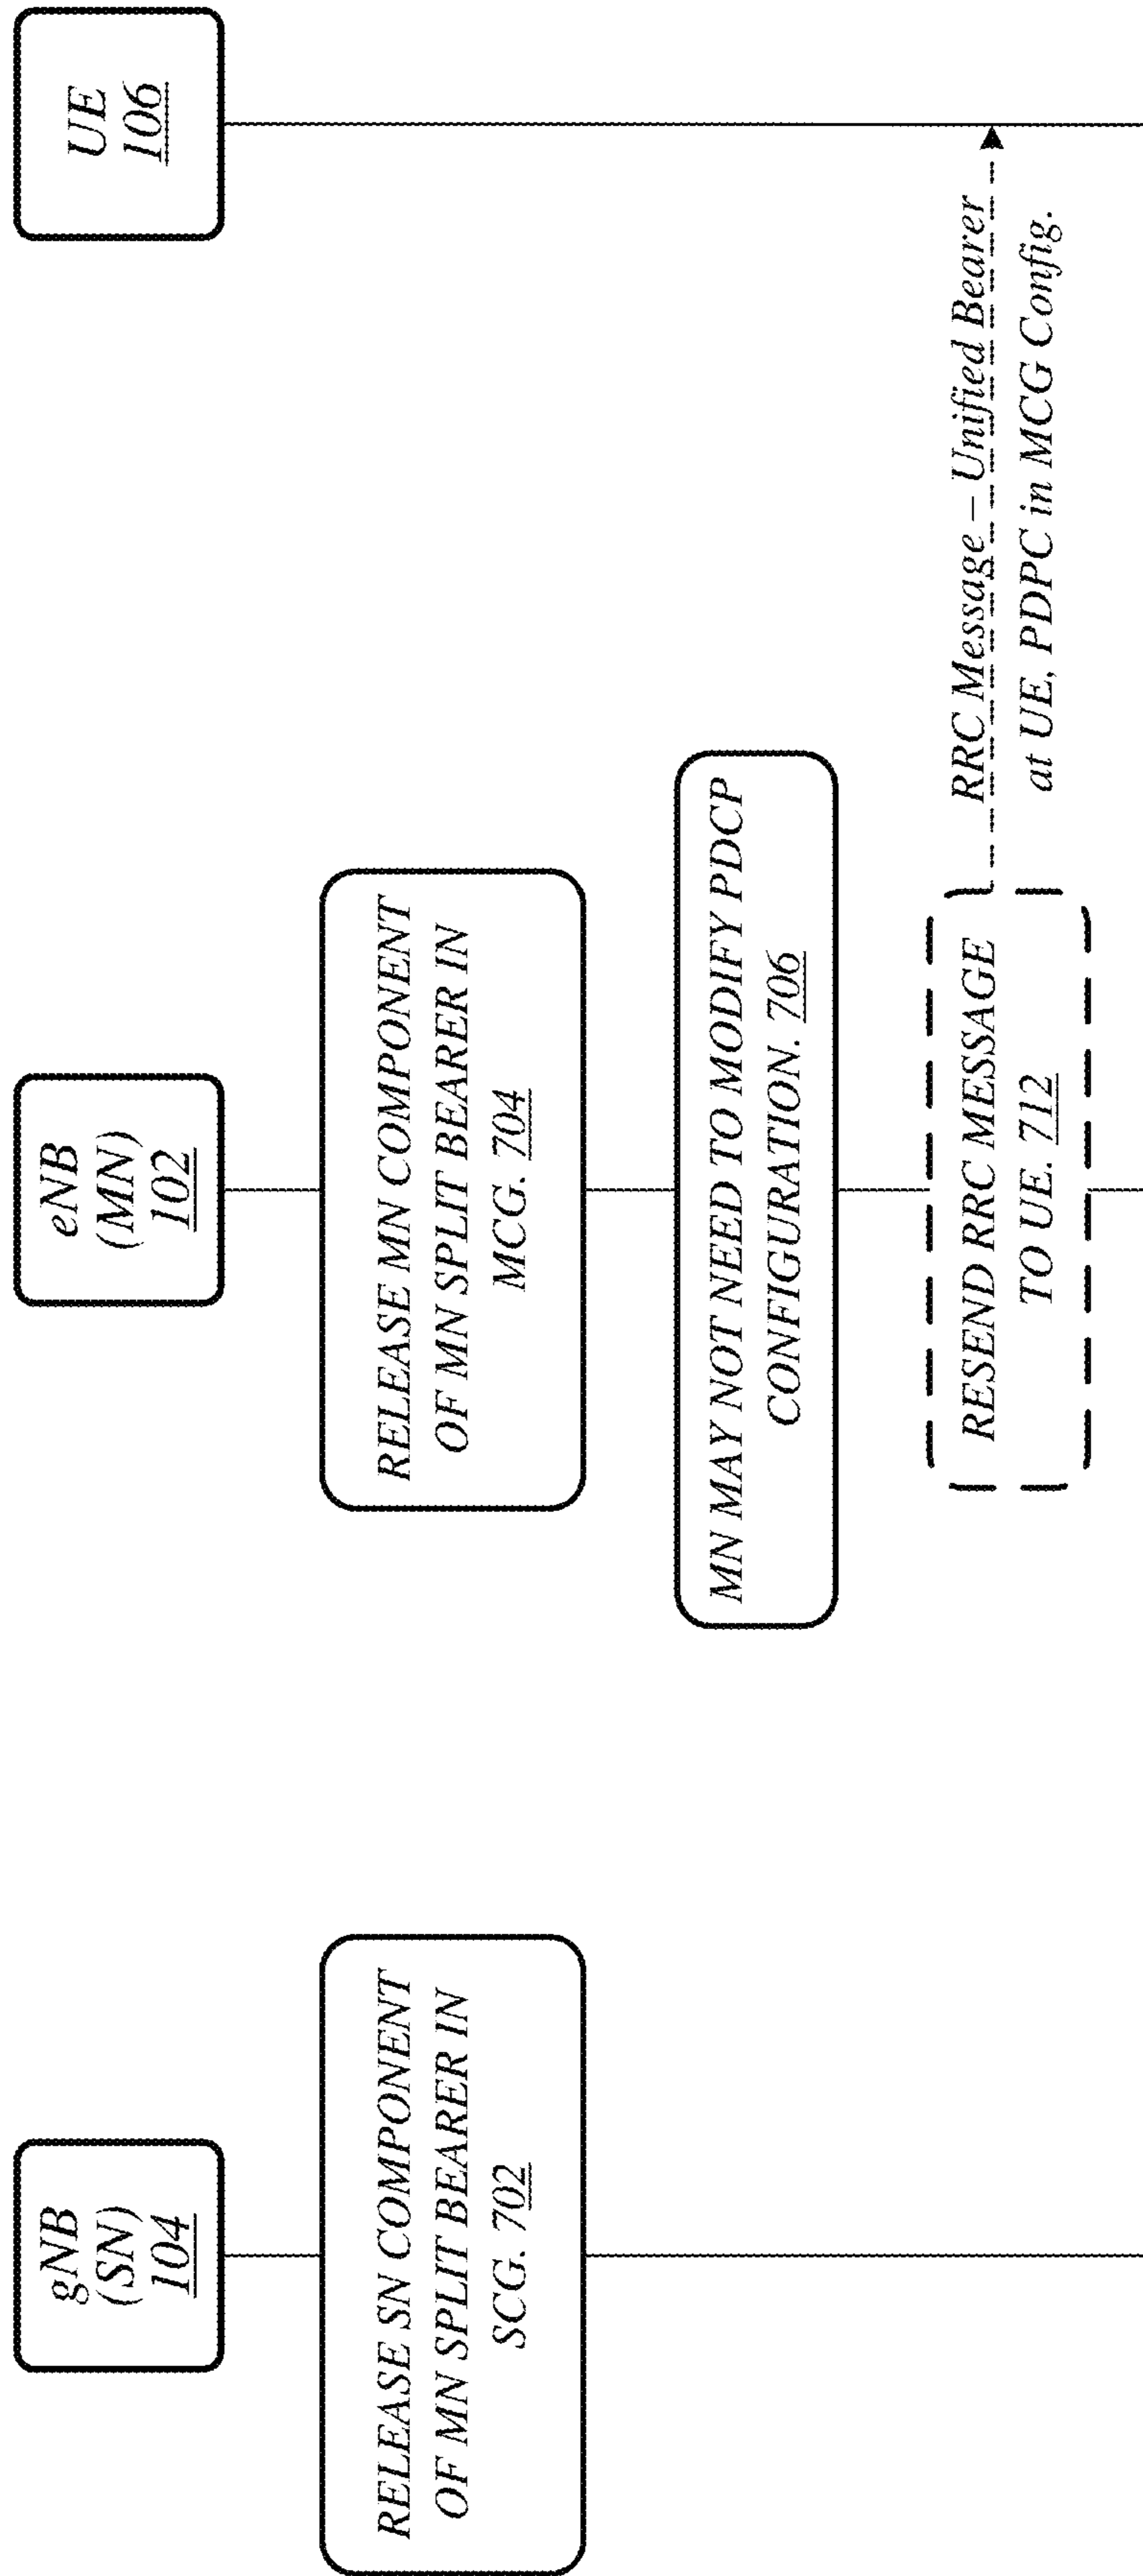 gNB
(SN)
104
eNB
(MN)
102
UE
106
RELEASE SN COMPONENT
OF MN SPLIT BEARER IN
SCG. 702
RELEASE MN COMPONENT
OF MN SPLIT BEARER IN
MCG. 704
MN MAY NOT NEED TO MODIFY PDCP
CONFIGURATION. 706
RESEND RRC MESSAGE
TO UE. 712
RRC Message – Unified Bearer
at UE, PDPC in MCG Config.